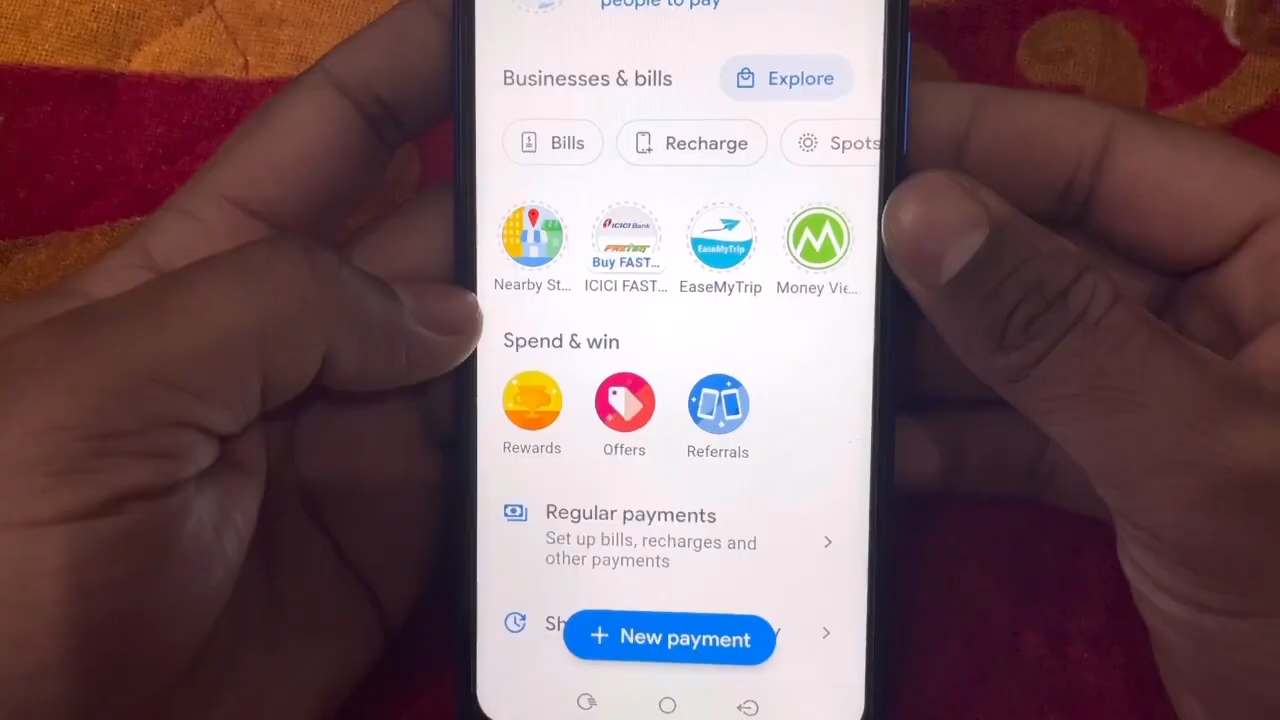 people to pay
Businesses & bills
Explore
Bills
Recharge
Spots
ICICI Bank
FASTag
Buy FAST...
EaseMyTrip
Nearby St...
ICICI FAST...
EaseMyTrip
Money Vie...
Spend & win
Rewards
Offers
Referrals
Regular payments
Set up bills, recharges and
other payments
Sh
+ New payment